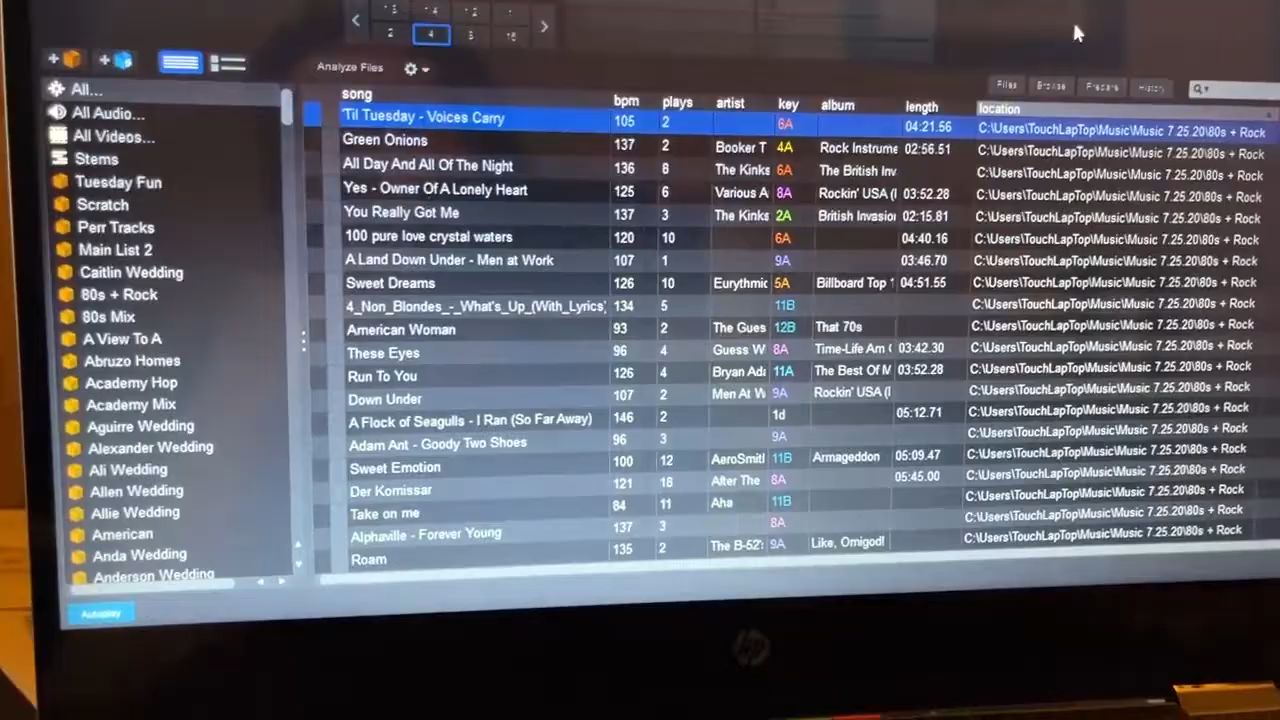 2 4 8 16
Analyze Files
Files Browse Prepare History
song bpm plays artist key album length location
'Til Tuesday - Voices Carry 105 2 6A 04:21.56 C:\Users\TouchLapTop\Music\Music 7.25.20\80s + Rock
Green Onions 137 2 Booker T 4A Rock Instrume 02:56.51 C:\Users\TouchLapTop\Music\Music 7.25.20\80s + Rock
All Day And All Of The Night 136 8 The Kinks 6A The British Inv C:\Users\TouchLapTop\Music\Music 7.25.20\80s + Rock
Yes - Owner Of A Lonely Heart 125 6 Various A 8A Rockin' USA ( 03:52.28 C:\Users\TouchLapTop\Music\Music 7.25.20\80s + Rock
You Really Got Me 137 3 The Kinks 2A British Invasio 02:15.81 C:\Users\TouchLapTop\Music\Music 7.25.20\80s + Rock
100 pure love crystal waters 120 10 6A 04:40.16 C:\Users\TouchLapTop\Music\Music 7.25.20\80s + Rock
A Land Down Under - Men at Work 107 1 9A 03:46.70 C:\Users\TouchLapTop\Music\Music 7.25.20\80s + Rock
Sweet Dreams 126 10 Eurythmic 5A Billboard Top 04:51.55 C:\Users\TouchLapTop\Music\Music 7.25.20\80s + Rock
4_Non_Blondes_-_What's_Up_(With_Lyrics) 134 5 11B C:\Users\TouchLapTop\Music\Music 7.25.20\80s + Rock
American Woman 93 2 The Gues 12B That 70s C:\Users\TouchLapTop\Music\Music 7.25.20\80s + Rock
These Eyes 96 4 Guess W 8A Time-Life Am 03:42.30 C:\Users\TouchLapTop\Music\Music 7.25.20\80s + Rock
Run To You 126 4 Bryan Ada 11A The Best Of M 03:52.28 C:\Users\TouchLapTop\Music\Music 7.25.20\80s + Rock
Down Under 107 2 Men At W 9A Rockin' USA ( C:\Users\TouchLapTop\Music\Music 7.25.20\80s + Rock
A Flock of Seagulls - I Ran (So Far Away) 146 2 1d 05:12.71 C:\Users\TouchLapTop\Music\Music 7.25.20\80s + Rock
Adam Ant - Goody Two Shoes 96 3 9A C:\Users\TouchLapTop\Music\Music 7.25.20\80s + Rock
Sweet Emotion 100 12 AeroSmit 11B Armageddon 05:09.47 C:\Users\TouchLapTop\Music\Music 7.25.20\80s + Rock
Der Komissar 121 18 After The 8A 05:45.00 C:\Users\TouchLapTop\Music\Music 7.25.20\80s + Rock
Take on me 84 11 Aha 11B C:\Users\TouchLapTop\Music\Music 7.25.20\80s + Rock
Alphaville - Forever Young 137 3 8A C:\Users\TouchLapTop\Music\Music 7.25.20\80s + Rock
Roam 135 2 The B-52' 9A Like, Omigod! C:\Users\TouchLapTop\Music\Music 7.25.20\80s + Rock
All...
All Audio...
All Videos...
Stems
Tuesday Fun
Scratch
Perr Tracks
Main List 2
Caitlin Wedding
80s + Rock
80s Mix
A View To A
Abruzo Homes
Academy Hop
Academy Mix
Aguirre Wedding
Alexander Wedding
Ali Wedding
Allen Wedding
Allie Wedding
American
Anda Wedding
Anderson Wedding
Autoplay
hp